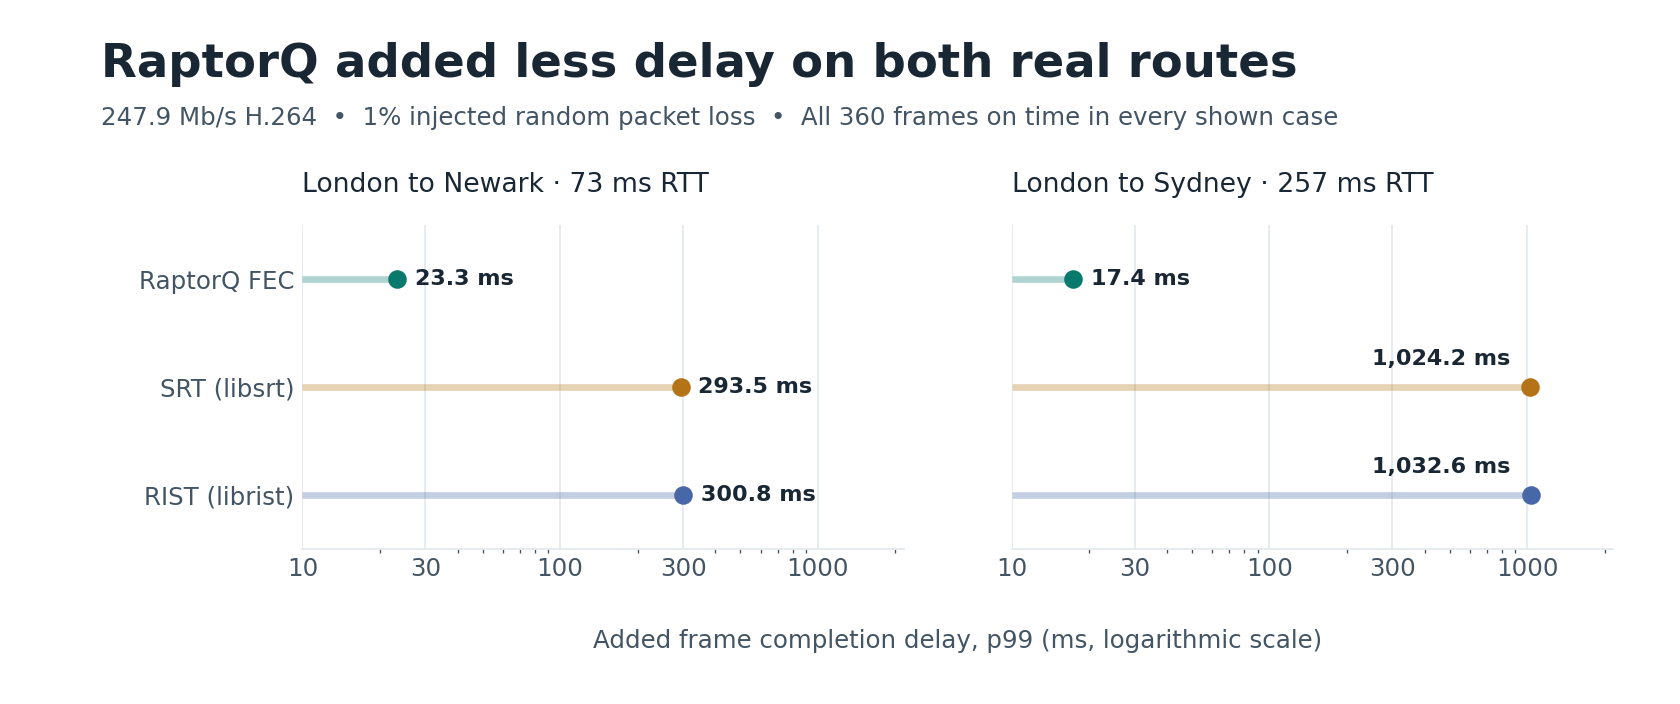 RaptorQ added less delay on both real routes
247.9 Mb/s H.264 • 1% injected random packet loss • All 360 frames on time in every shown case
London to Newark · 73 ms RTT
RaptorQ FEC
23.3 ms
SRT (libsrt)
293.5 ms
RIST (librist)
300.8 ms
10 30 100 300 1000
London to Sydney · 257 ms RTT
17.4 ms
1,024.2 ms
1,032.6 ms
10 30 100 300 1000
Added frame completion delay, p99 (ms, logarithmic scale)